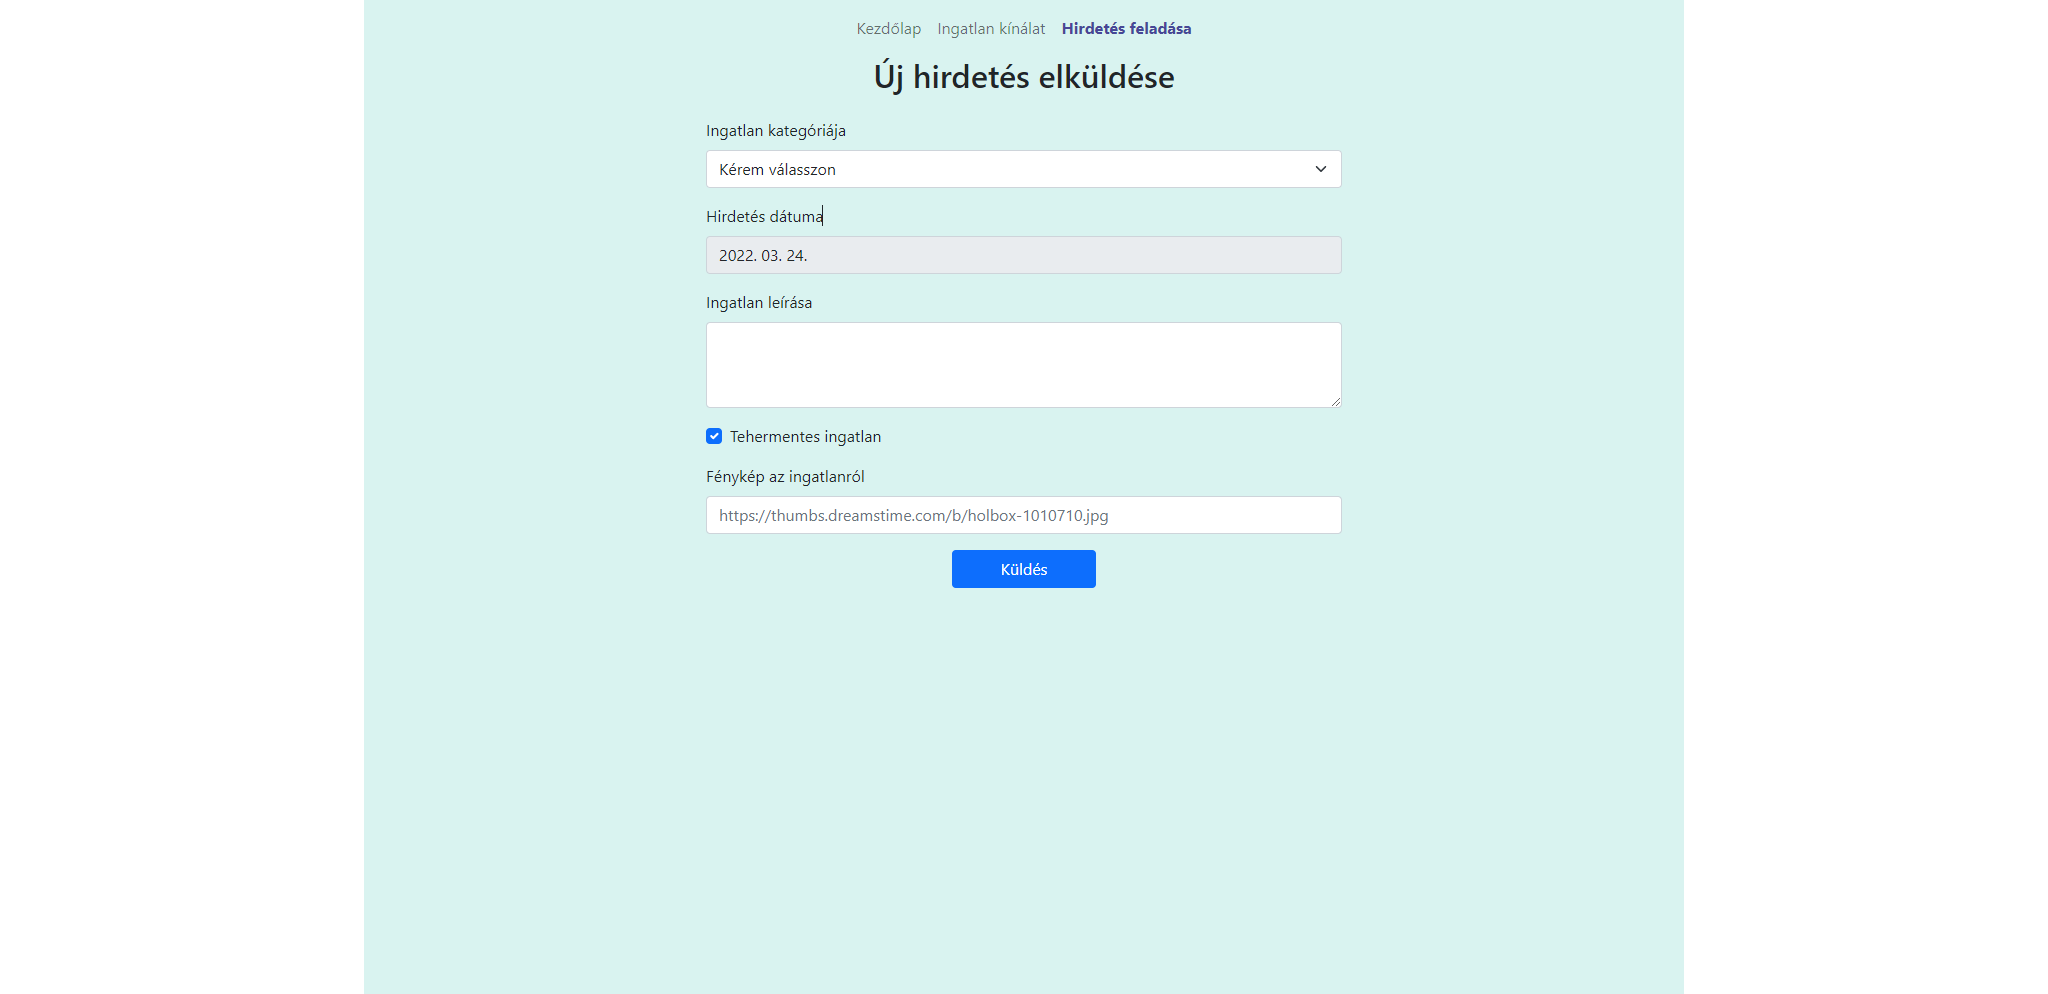 Kezdőlap Ingatlan kínálat Hirdetés feladása
Új hirdetés elküldése
Ingatlan kategóriája
Kérem válasszon
Hirdetés dátuma
2022. 03. 24.
Ingatlan leírása
Tehermentes ingatlan
Fénykép az ingatlanról
https://thumbs.dreamstime.com/b/holbox-1010710.jpg
Küldés